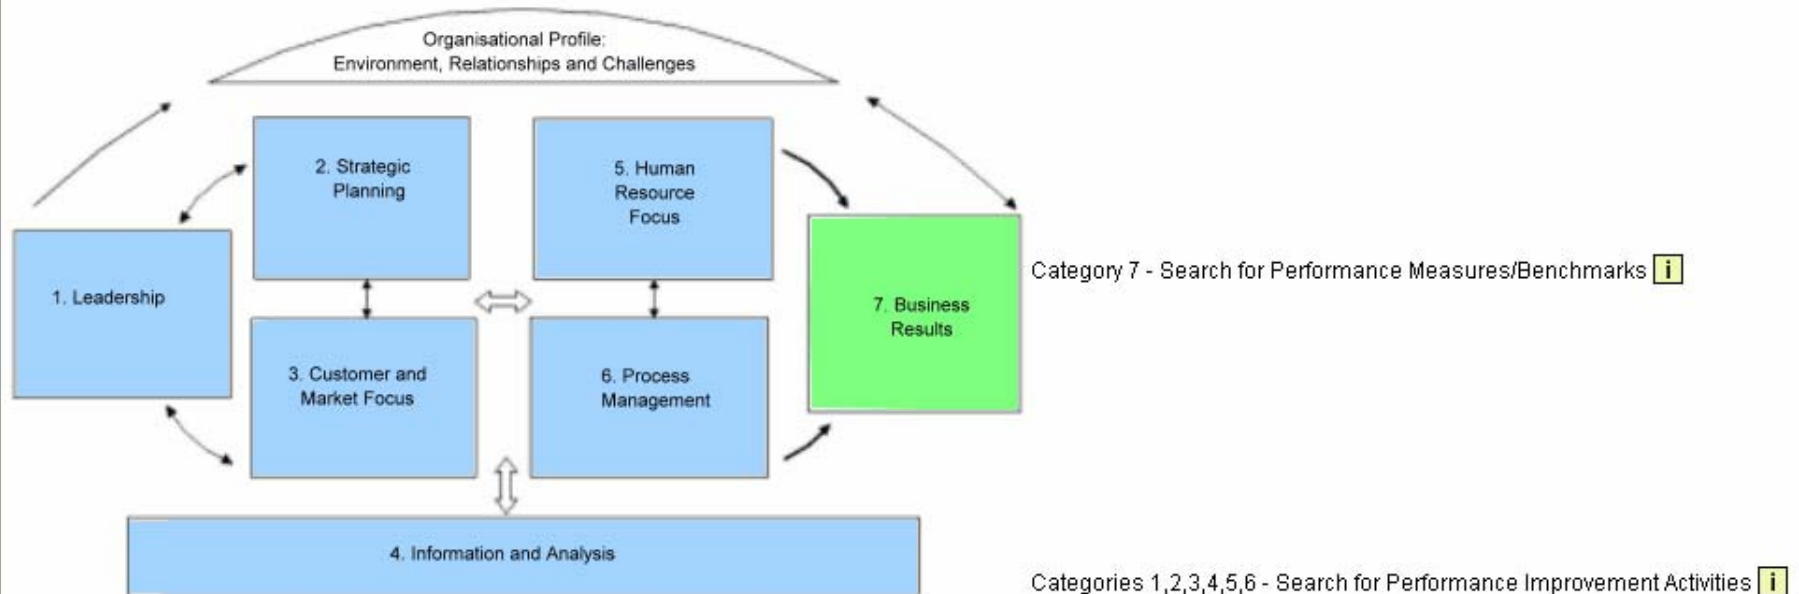 Organisational Profile:
Environment, Relationships and Challenges
2. Strategic
Planning
5. Human
Resource
Focus
1. Leadership
7. Business
Results
Category 7 - Search for Performance Measures/Benchmarks i
3. Customer and
Market Focus
6. Process
Management
4. Information and Analysis
Categories 1,2,3,4,5,6 - Search for Performance Improvement Activities i